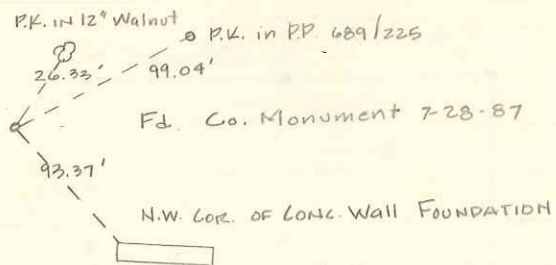 P.K. IN 12" Walnut
P.K. in P.P. 689/225
26.33'
99.04'
Fd. Co. Monument 7-28-87
93.37'
N.W. COR. OF CONC. Wall FOUNDATION